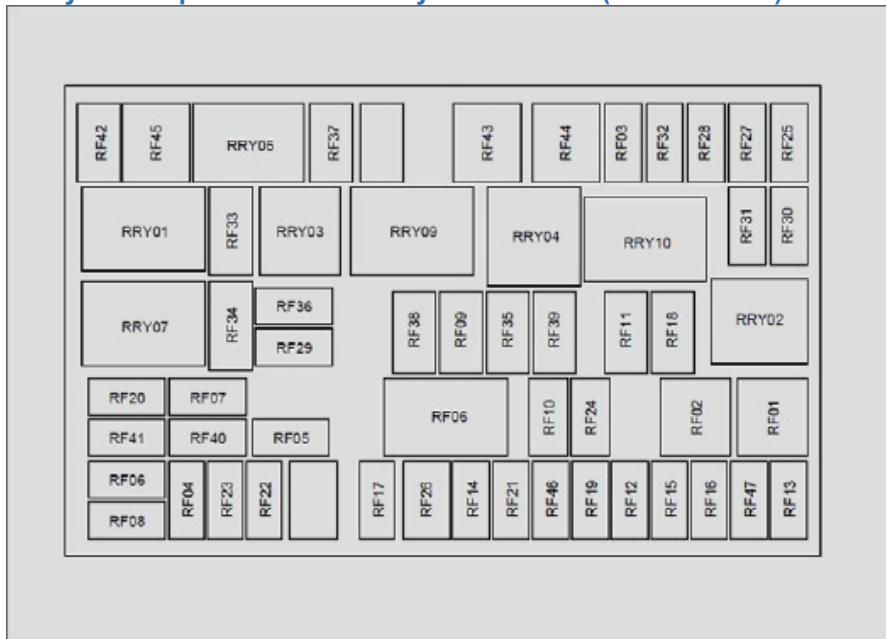 RF42 RF45 RRY05 RF37 RF43 RF44 RF03 RF32 RF28 RF27 RF25
RRY01 RF33 RRY03 RRY09 RRY04 RRY10 RF31 RF30
RRY07 RF34 RF36 RF38 RF09 RF35 RF39 RF11 RF18 RRY02
RF29
RF20 RF07 RF06 RF10 RF24 RF02 RF01
RF41 RF40 RF05
RF06 RF04 RF23 RF22 RF17 RF26 RF14 RF21 RF46 RF19 RF12 RF15 RF16 RF47 RF13
RF08